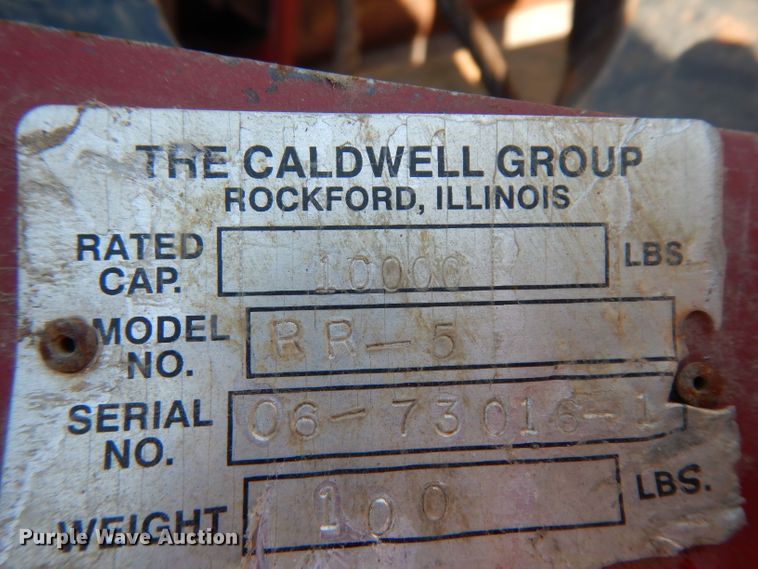 THE CALDWELL GROUP
ROCKFORD, ILLINOIS
RATED CAP. 10000 LBS.
MODEL NO. RR-5
SERIAL NO. 06-73016-1
WEIGHT 100 LBS.
Purple Wave Auction